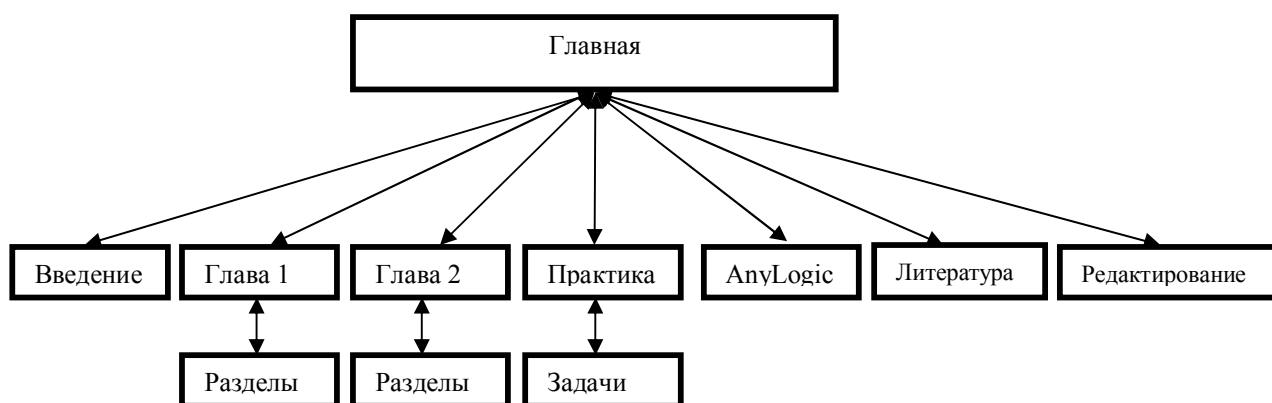 Главная
Введение
Глава 1
Глава 2
Практика
AnyLogic
Литература
Редактирование
Разделы
Разделы
Задачи